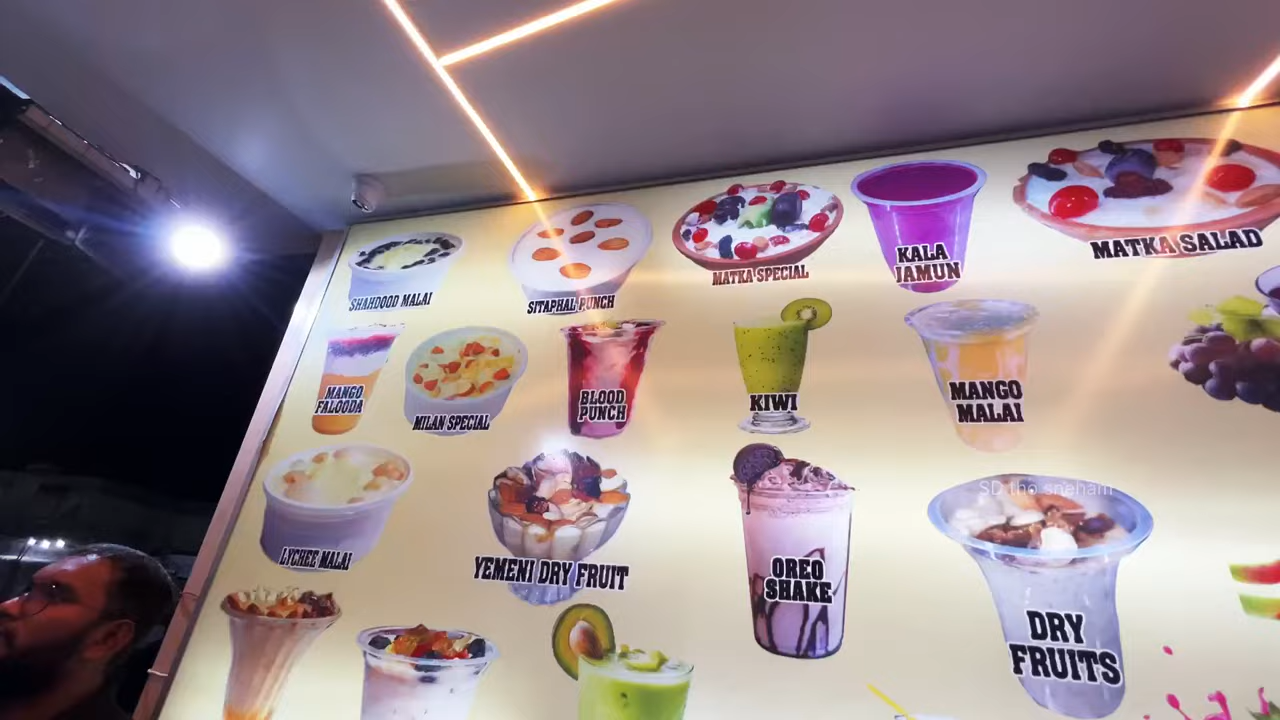 SHAHDOOD MALAI
SITAPHAL PUNCH
MATKA SPECIAL
KALA
JAMUN
MATKA SALAD
MANGO
FALOODA
MILAN SPECIAL
BLOOD
PUNCH
KIWI
MANGO
MALAI
LYCHEE MALAI
YEMENI DRY FRUIT
OREO
SHAKE
SD tho sneham
DRY
FRUITS